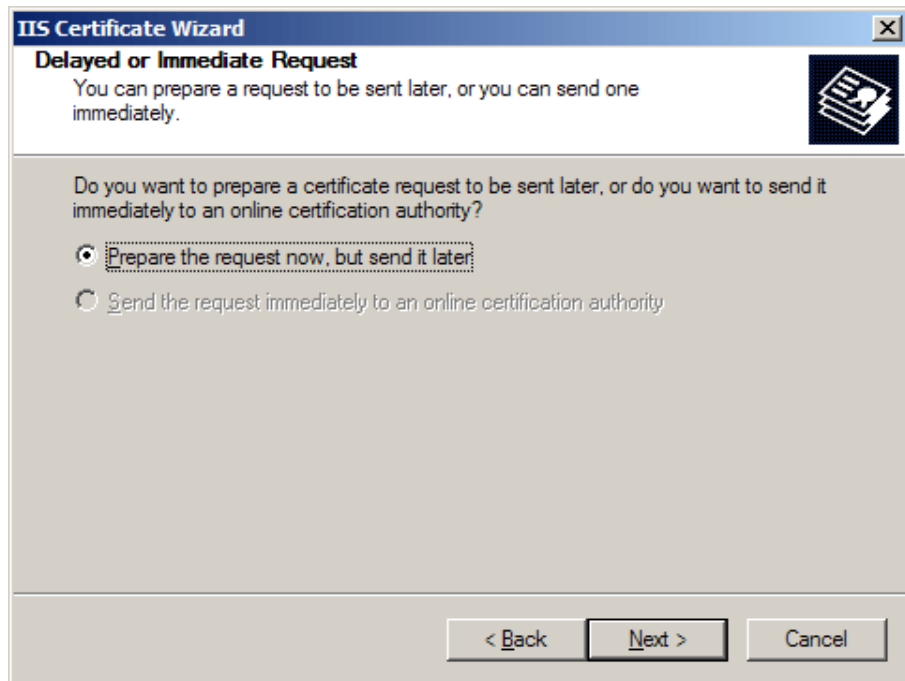 IIS Certificate Wizard
Delayed or Immediate Request
You can prepare a request to be sent later, or you can send one
immediately.
Do you want to prepare a certificate request to be sent later, or do you want to send it
immediately to an online certification authority?
Prepare the request now, but send it later
Send the request immediately to an online certification authority
< Back Next > Cancel